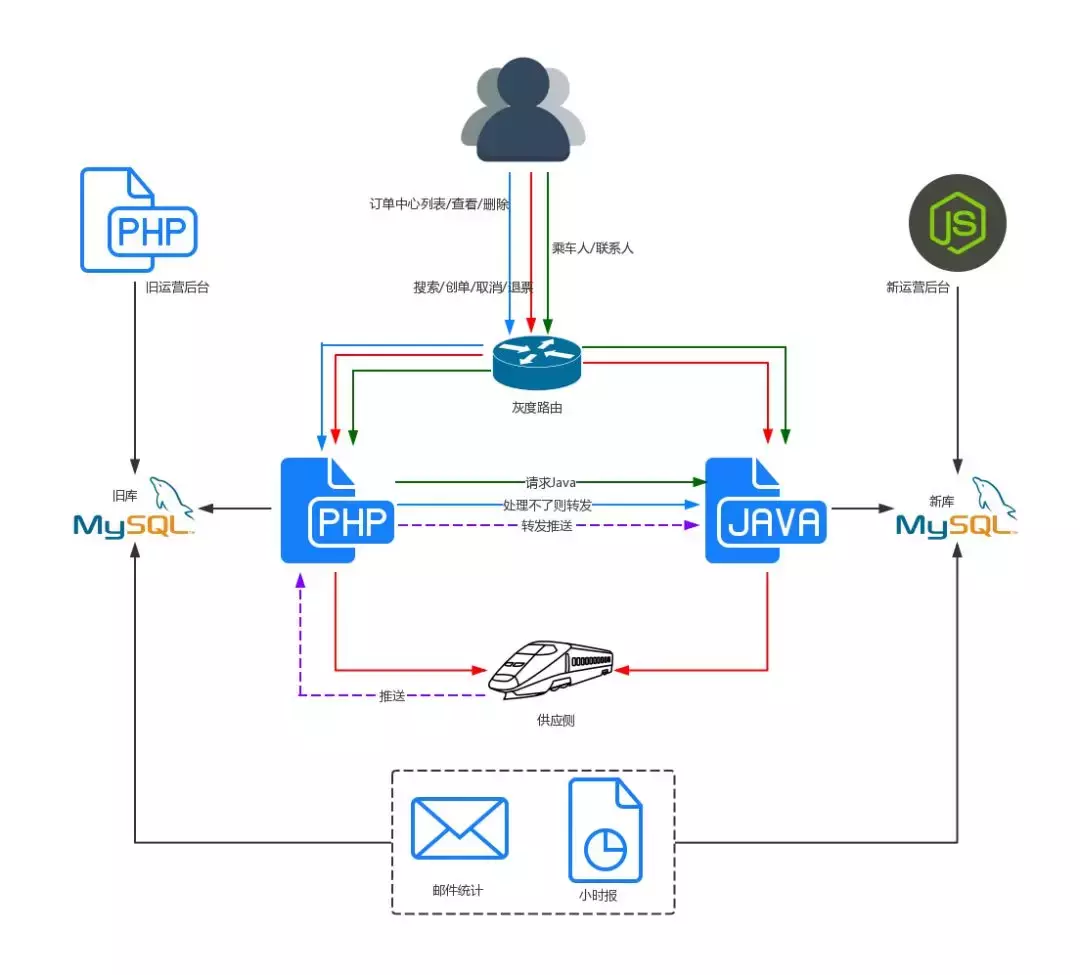 订单中心列表/查看/删除
PHP
JS
乘车人/联系人
旧运营后台
搜索/创单/取消/退票
新运营后台
灰度路由
请求Java
旧库
MySQL
PHP
处理不了则转发
JAVA
新库
MySQL
转发推送
推送
供应侧
邮件统计
小时报